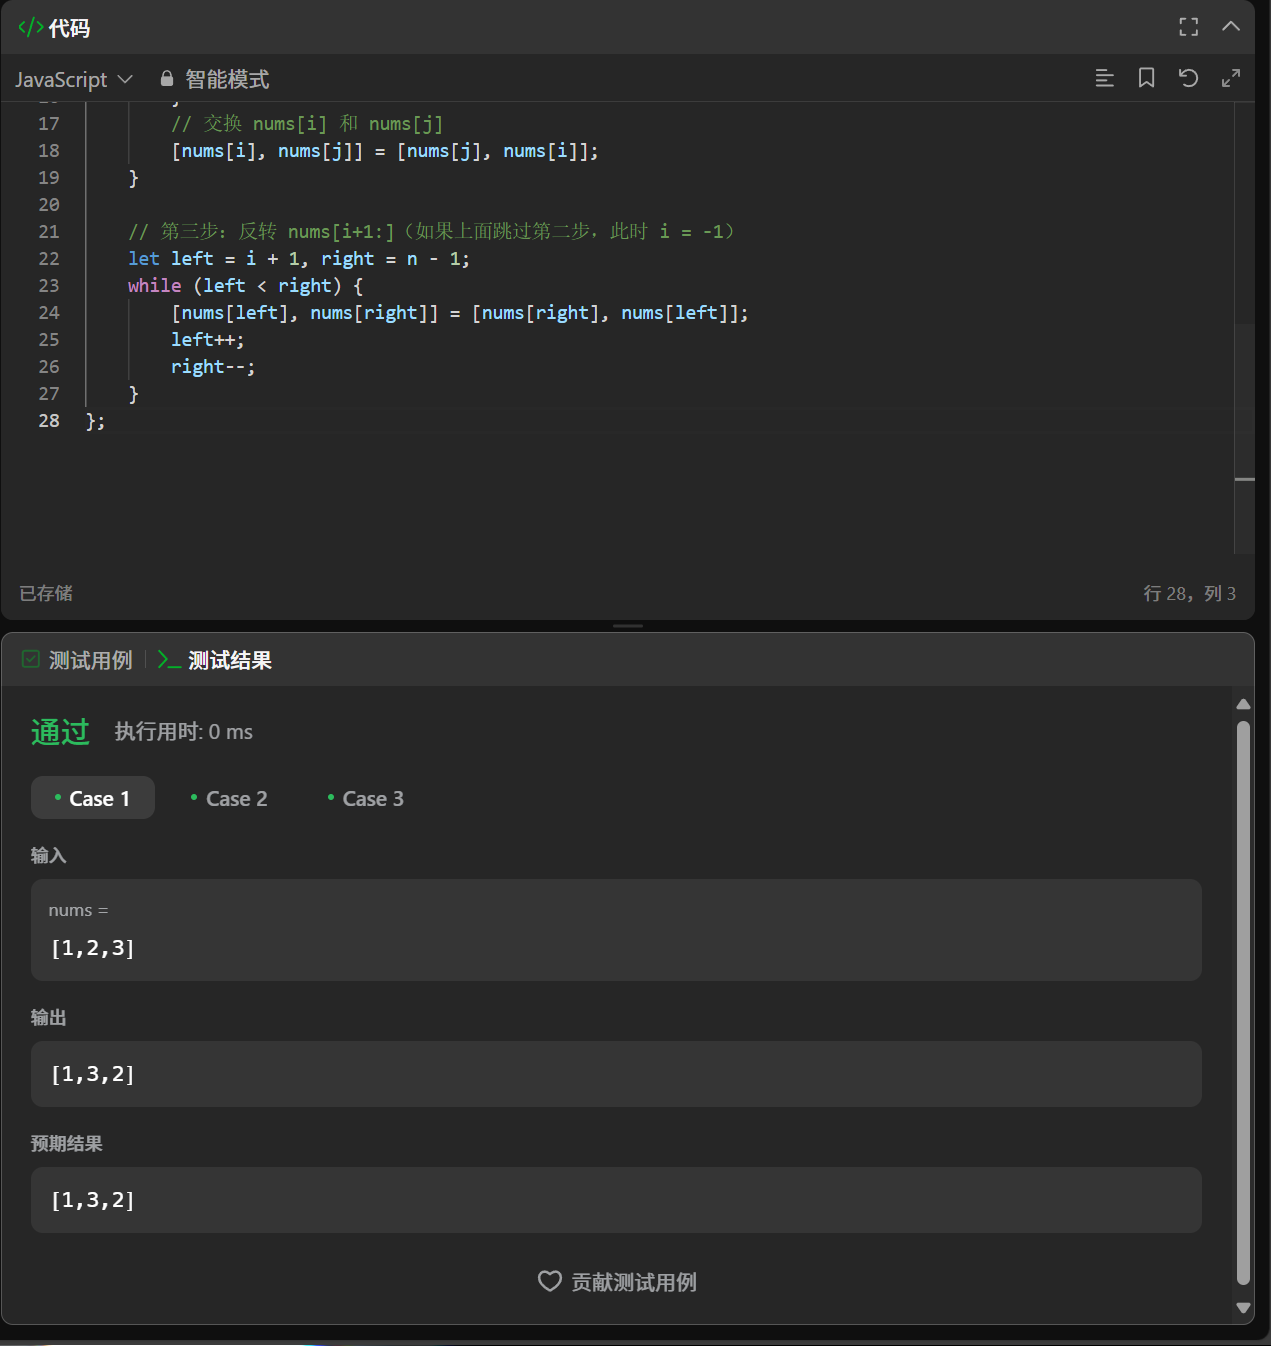 </> 代码
JavaScript 智能模式
17 // 交换 nums[i] 和 nums[j]
18 [nums[i], nums[j]] = [nums[j], nums[i]];
19 }
20
21 // 第三步：反转 nums[i+1:]（如果上面跳过第二步，此时 i = -1）
22 let left = i + 1, right = n - 1;
23 while (left < right) {
24 [nums[left], nums[right]] = [nums[right], nums[left]];
25 left++;
26 right--;
27 }
28 };
已存储 行 28，列 3
测试用例 >_ 测试结果
通过 执行用时: 0 ms
• Case 1 • Case 2 • Case 3
输入
nums =
[1,2,3]
输出
[1,3,2]
预期结果
[1,3,2]
贡献测试用例